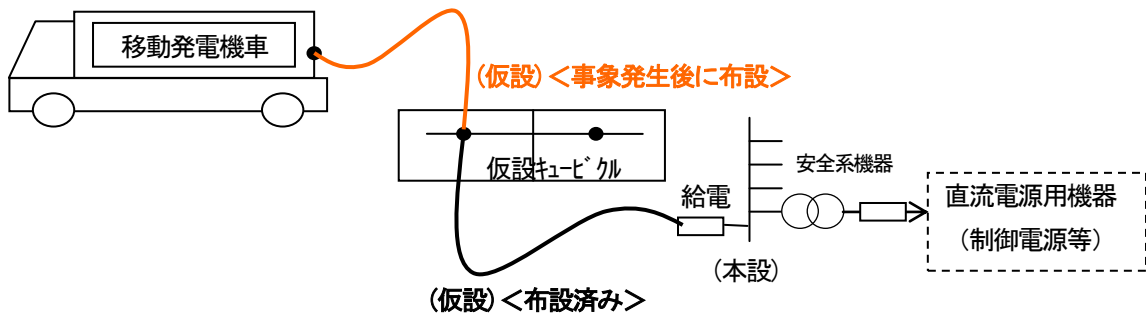 移動発電機車
(仮設)＜事象発生後に布設＞
仮設ｷｭｰﾋﾞｸﾙ
給電
安全系機器
直流電源用機器
（制御電源等）
(本設)
(仮設)＜布設済み＞